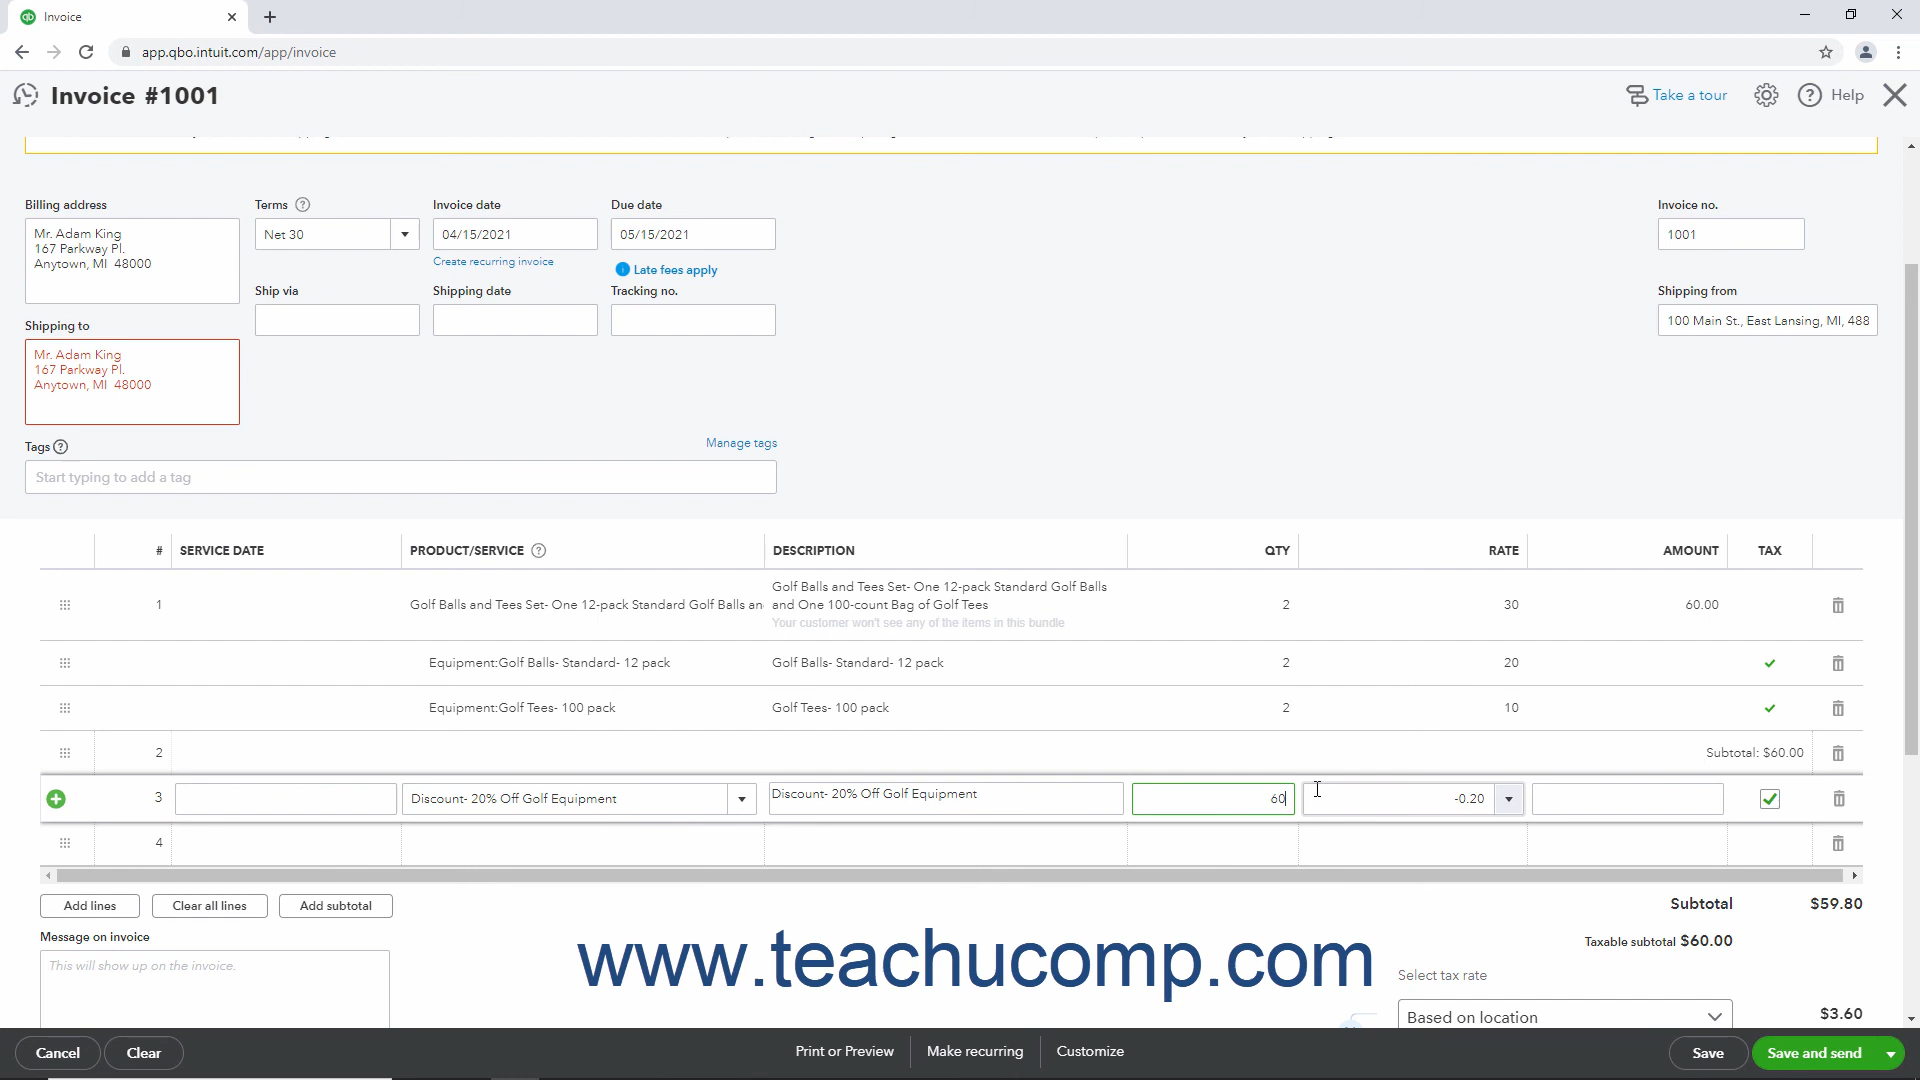 Invoice
app.qbo.intuit.com/app/invoice
Invoice #1001
Take a tour
Help
Billing address
Terms
Invoice date
Due date
Invoice no.
Mr. Adam King
167 Parkway Pl.
Anytown, MI 48000
Net 30
04/15/2021
05/15/2021
1001
Create recurring invoice
Late fees apply
Ship via
Shipping date
Tracking no.
Shipping from
100 Main St., East Lansing, MI, 488
Shipping to
Mr. Adam King
167 Parkway Pl.
Anytown, MI 48000
Tags
Manage tags
Start typing to add a tag
# SERVICE DATE PRODUCT/SERVICE DESCRIPTION QTY RATE AMOUNT TAX
Golf Balls and Tees Set- One 12-pack Standard Golf Balls
1 Golf Balls and Tees Set- One 12-pack Standard Golf Balls an and One 100-count Bag of Golf Tees 2 30 60.00
Your customer won't see any of the items in this bundle
Equipment:Golf Balls- Standard- 12 pack Golf Balls- Standard- 12 pack 2 20
Equipment:Golf Tees- 100 pack Golf Tees- 100 pack 2 10
2 Subtotal: $60.00
3 Discount- 20% Off Golf Equipment Discount- 20% Off Golf Equipment 60 -0.20
4
Add lines Clear all lines Add subtotal
Subtotal $59.80
Message on invoice
Taxable subtotal $60.00
This will show up on the invoice.
www.teachucomp.com
Select tax rate
Based on location
$3.60
Cancel Clear Print or Preview Make recurring Customize Save Save and send